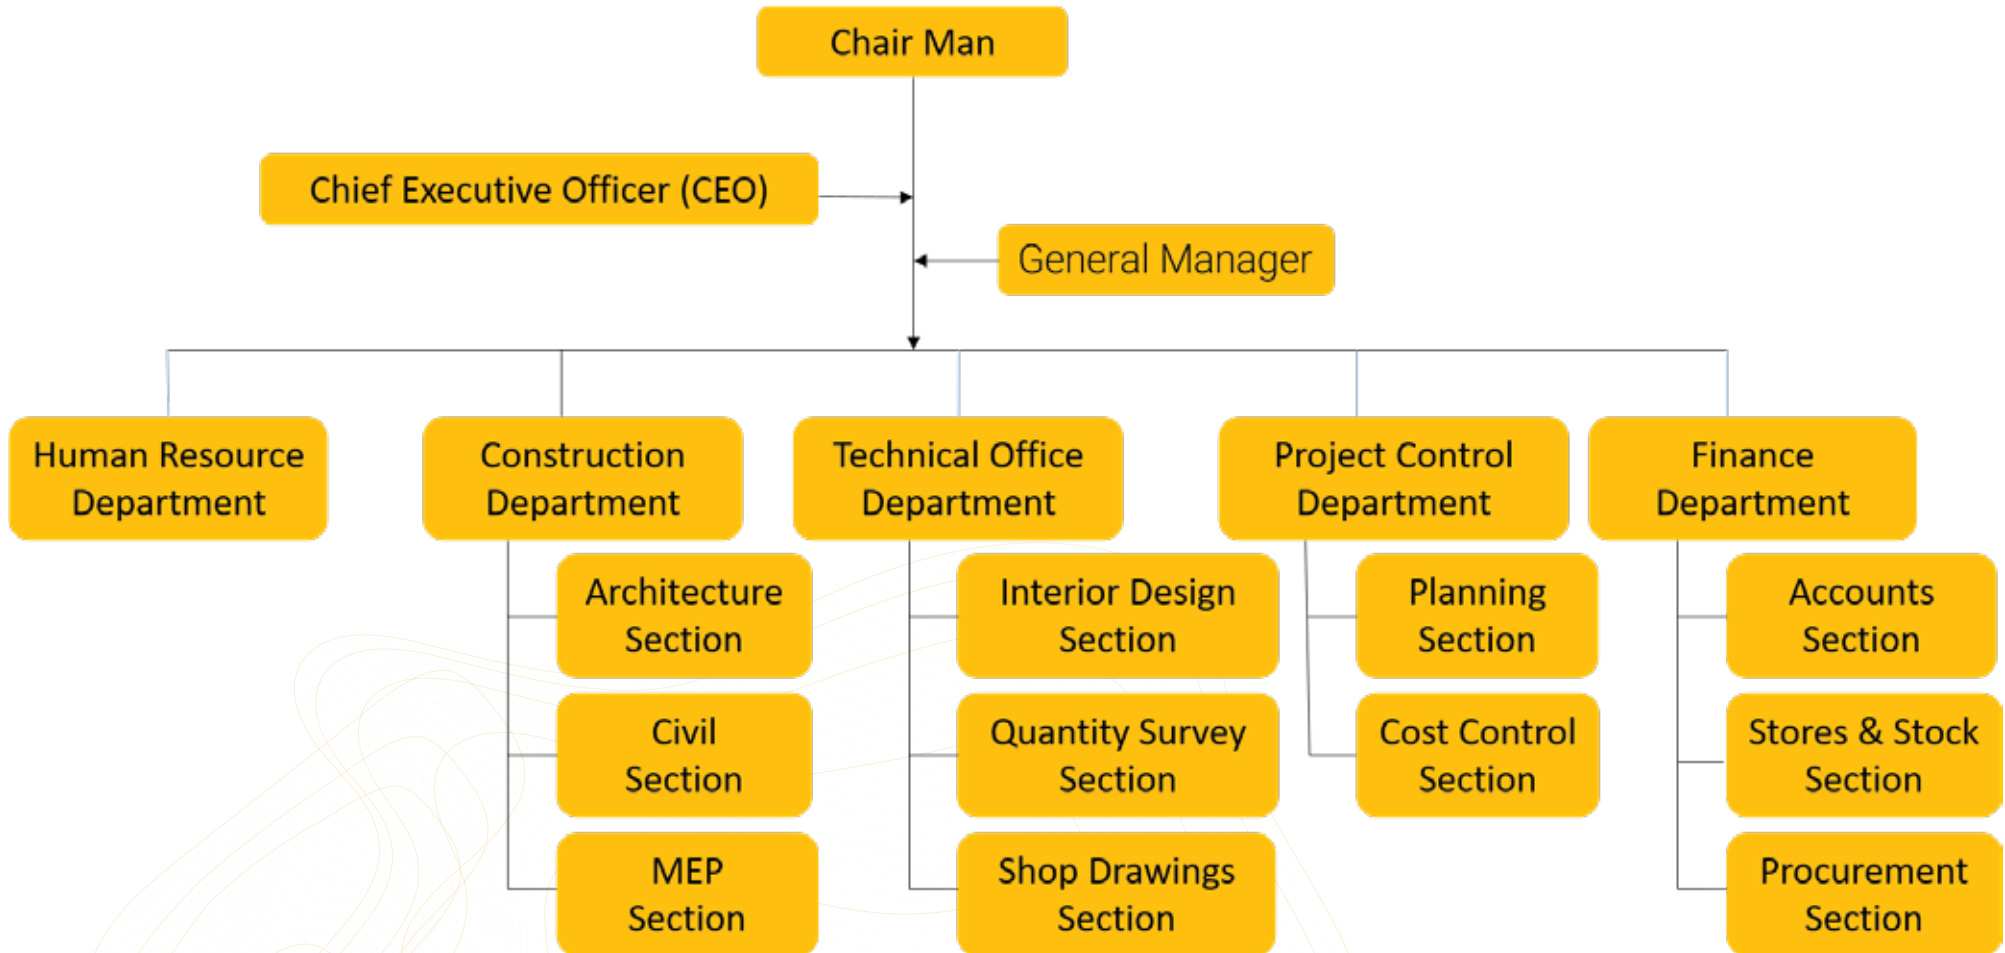 Chair Man
Chief Executive Officer (CEO)
General Manager
Human Resource
Department
Construction
Department
Technical Office
Department
Project Control
Department
Finance
Department
Architecture
Section
Interior Design
Section
Planning
Section
Accounts
Section
Civil
Section
Quantity Survey
Section
Cost Control
Section
Stores & Stock
Section
MEP
Section
Shop Drawings
Section
Procurement
Section